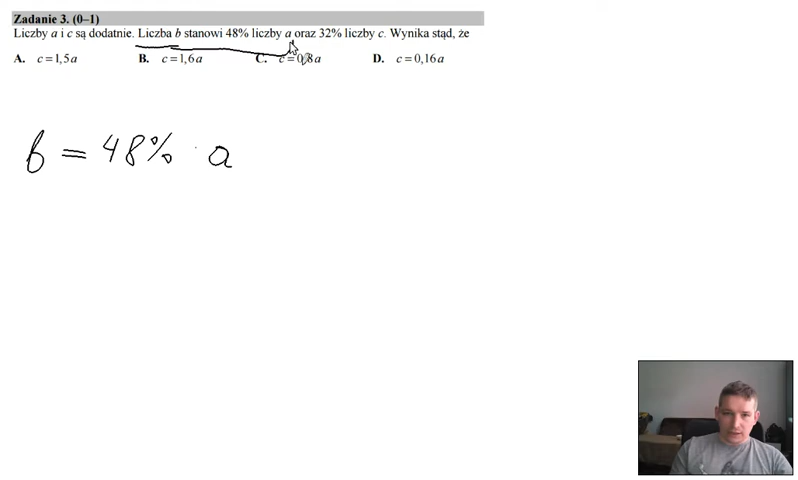 Zadanie 3. (0–1)
Liczby a i c są dodatnie. Liczba b stanowi 48% liczby a oraz 32% liczby c. Wynika stąd, że
A. c = 1,5a B. c = 1,6a C. c = 0,8a D. c = 0,16a
b = 48% · a